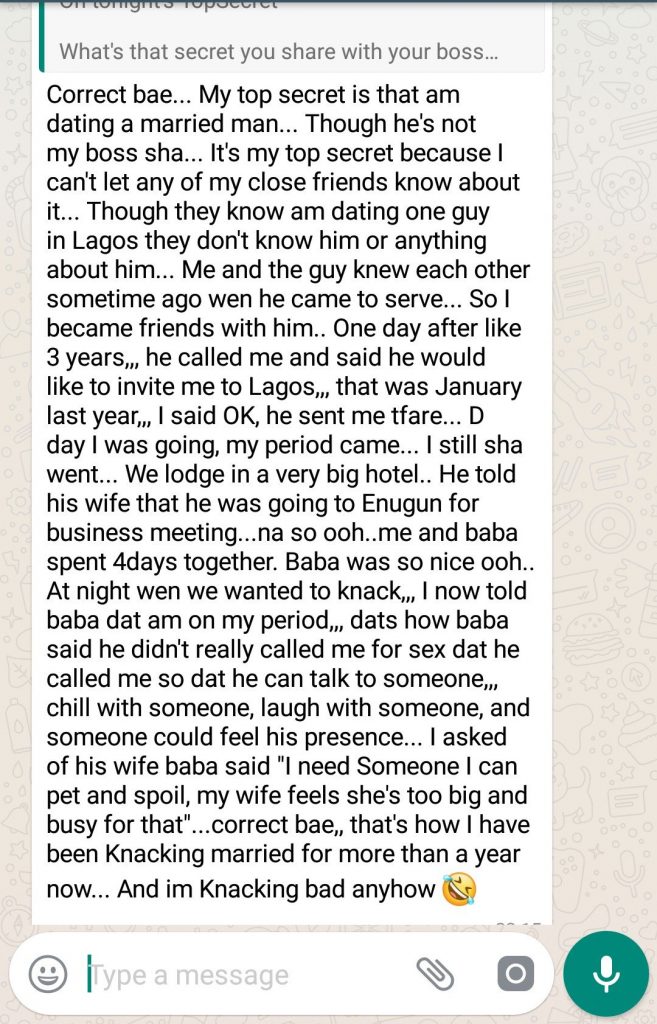 On tonight's TopSecret
What's that secret you share with your boss...
Correct bae... My top secret is that am
dating a married man... Though he's not
my boss sha... It's my top secret because I
can't let any of my close friends know about
it... Though they know am dating one guy
in Lagos they don't know him or anything
about him... Me and the guy knew each other
sometime ago wen he came to serve... So I
became friends with him.. One day after like
3 years,,, he called me and said he would
like to invite me to Lagos,,, that was January
last year,,, I said OK, he sent me tfare... D
day I was going, my period came... I still sha
went... We lodge in a very big hotel.. He told
his wife that he was going to Enugun for
business meeting...na so ooh..me and baba
spent 4days together. Baba was so nice ooh..
At night wen we wanted to knack,,, I now told
baba dat am on my period,,, dats how baba
said he didn't really called me for sex dat he
called me so dat he can talk to someone,,,
chill with someone, laugh with someone, and
someone could feel his presence... I asked
of his wife baba said "I need Someone I can
pet and spoil, my wife feels she's too big and
busy for that"...correct bae,, that's how I have
been Knacking married for more than a year
now... And im Knacking bad anyhow 🤣
Type a message